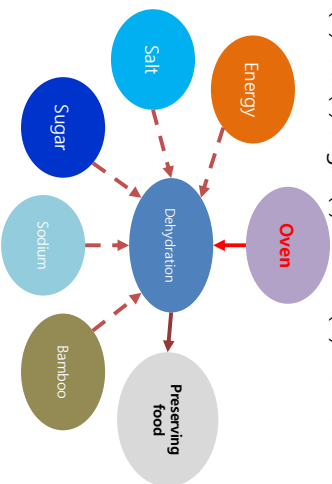 Oven
Energy
Preserving
food
Dehydration
Salt
Sugar
Bamboo
Sodium